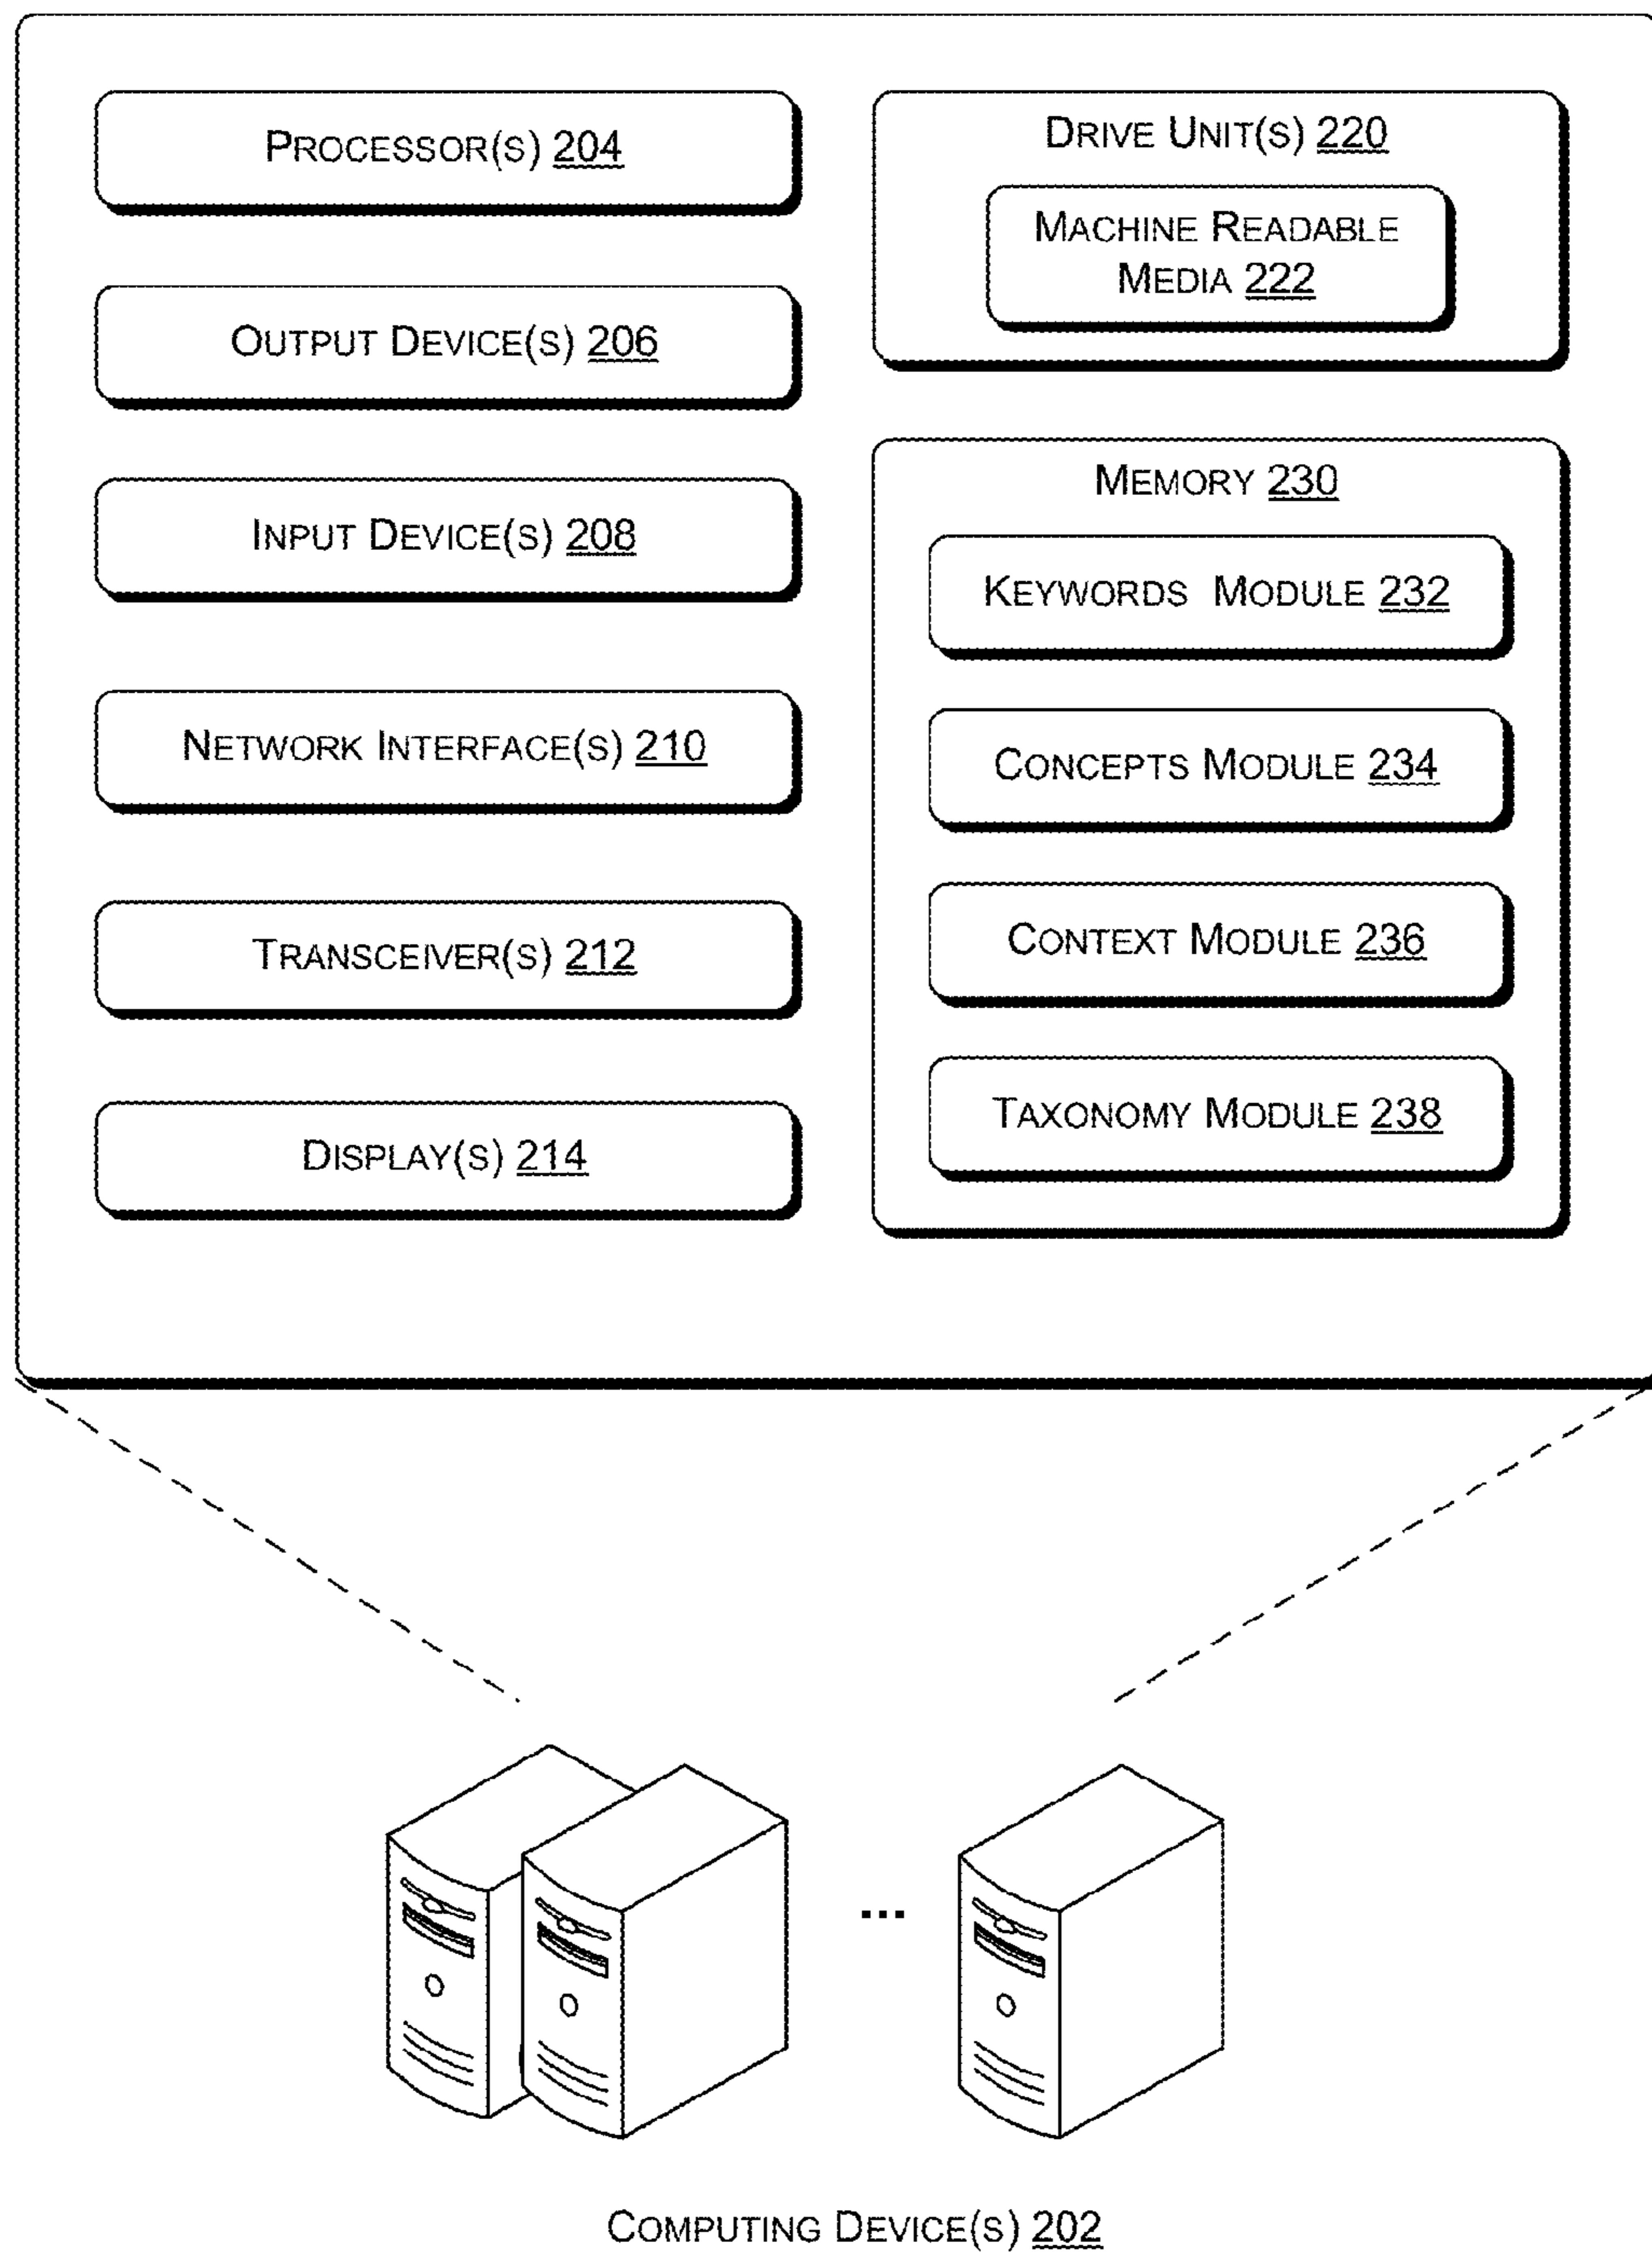 PROCESSOR(S) 204
OUTPUT DEVICE(S) 206
INPUT DEVICE(S) 208
NETWORK INTERFACE(S) 210
TRANSCEIVER(S) 212
DISPLAY(S) 214
DRIVE UNIT(S) 220
MACHINE READABLE
MEDIA 222
MEMORY 230
KEYWORDS MODULE 232
CONCEPTS MODULE 234
CONTEXT MODULE 236
TAXONOMY MODULE 238
...
COMPUTING DEVICE(S) 202